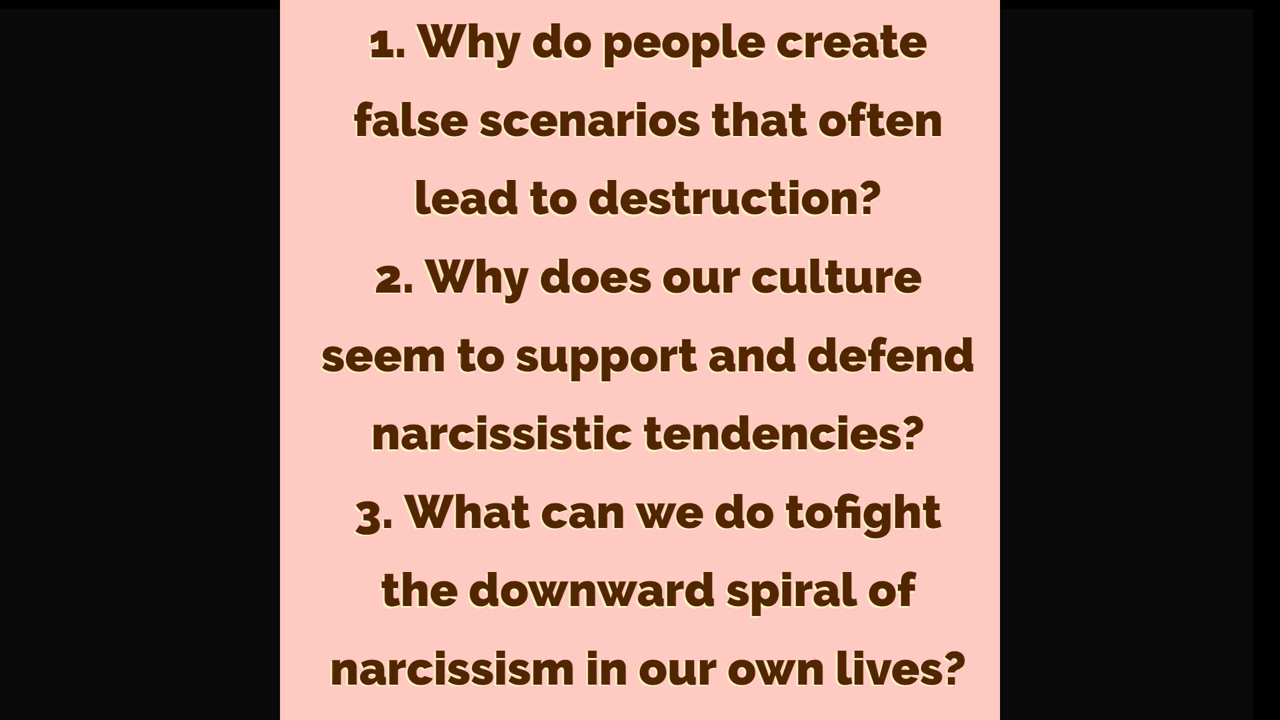 1. Why do people create
false scenarios that often
lead to destruction?
2. Why does our culture
seem to support and defend
narcissistic tendencies?
3. What can we do tofight
the downward spiral of
narcissism in our own lives?